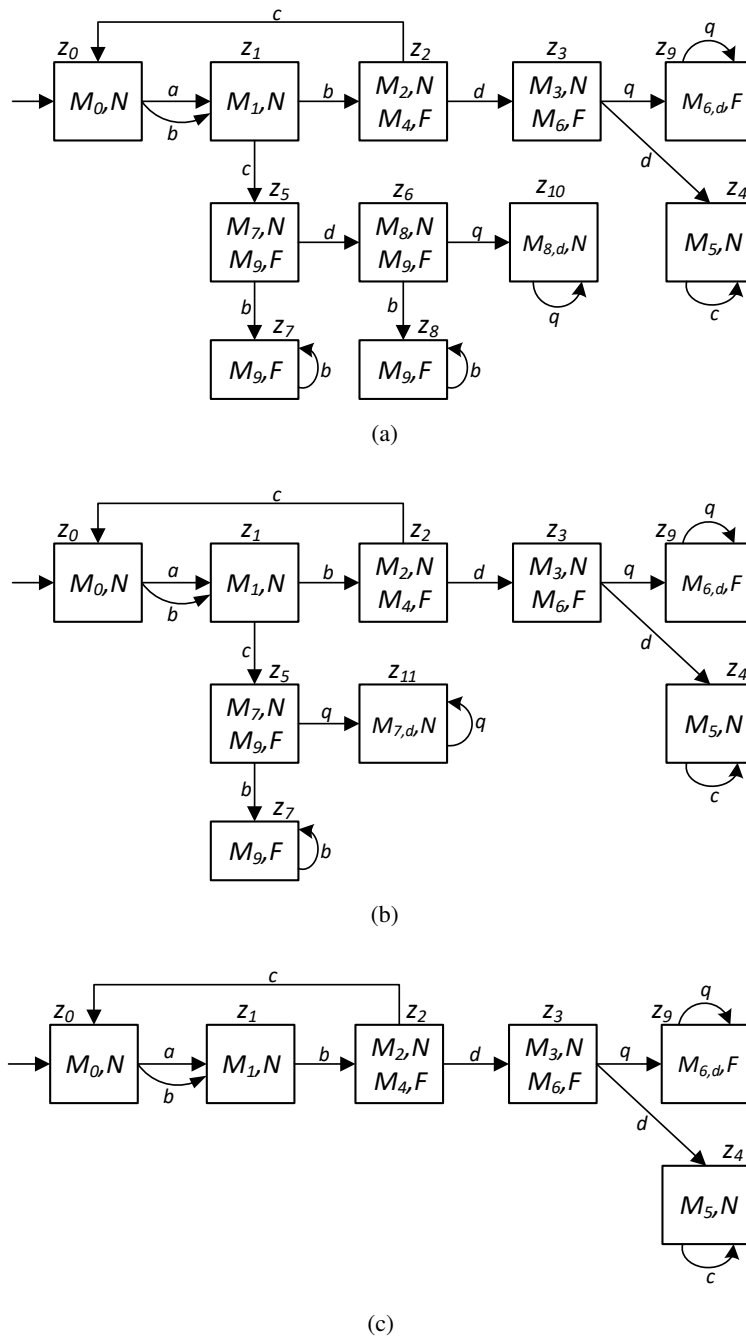 c
z0 z1 z2 z3 z9 q
M0,N a b M1,N b M2,N d M3,N q M6,d,F
M4,F M6,F
c d
z5 z6 z10 z4
M7,N d M8,N q M8,d,N M5,N
M9,F M9,F
b b q c
z7 z8
M9,F b M9,F b
(a)
c
z0 z1 z2 z3 z9 q
M0,N a b M1,N b M2,N d M3,N q M6,d,F
M4,F M6,F
c d
z5 z11 z4
M7,N q M7,d,N q M5,N
M9,F
b c
z7
M9,F b
(b)
c
z0 z1 z2 z3 z9 q
M0,N a b M1,N b M2,N d M3,N q M6,d,F
M4,F M6,F
d
z4
M5,N
c
(c)